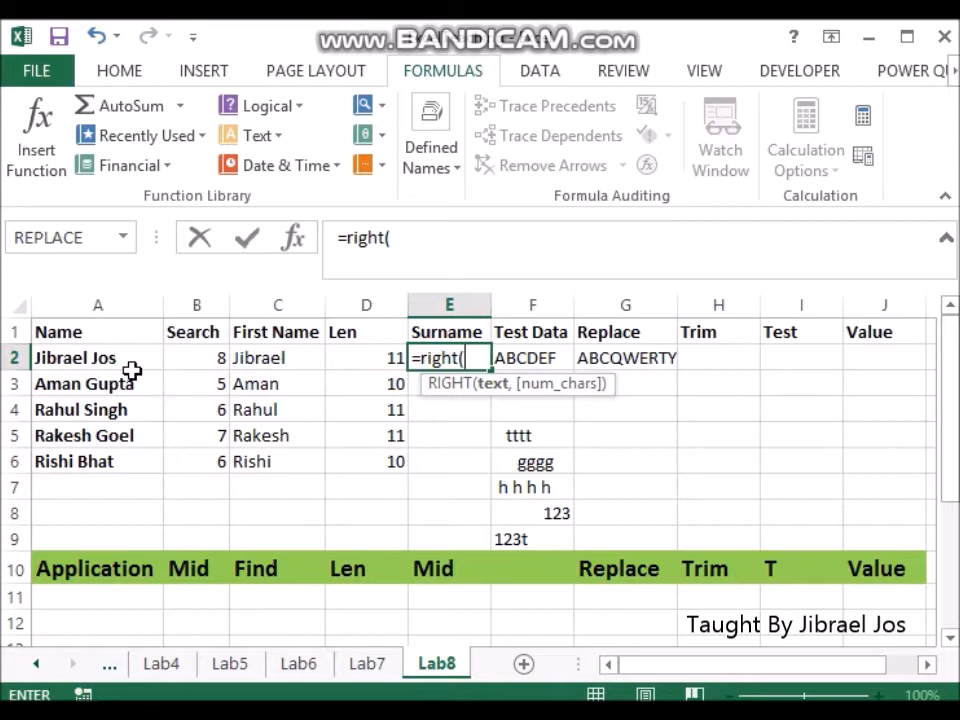 www.BANDICAM.com
?
FILE HOME INSERT PAGE LAYOUT FORMULAS DATA REVIEW VIEW DEVELOPER POWER QU
fx Σ AutoSum ? Logical Trace Precedents
Insert Function Recently Used A Text θ Defined Names Trace Dependents Watch Window Calculation Options
Financial Date & Time Remove Arrows fx
Function Library Formula Auditing Calculation
REPLACE fx =right(
A B C D E F G H I J
1 Name Search First Name Len Surname Test Data Replace Trim Test Value
2 Jibrael Jos 8 Jibrael 11 =right( ABCDEF ABCQWERTY
3 Aman Gupta 5 Aman 10 RIGHT(text, [num_chars])
4 Rahul Singh 6 Rahul 11
5 Rakesh Goel 7 Rakesh 11 tttt
6 Rishi Bhat 6 Rishi 10 gggg
7 h h h h
8 123
9 123t
10 Application Mid Find Len Mid Replace Trim T Value
11
12 Taught By Jibrael Jos
... Lab4 Lab5 Lab6 Lab7 Lab8
ENTER 100%